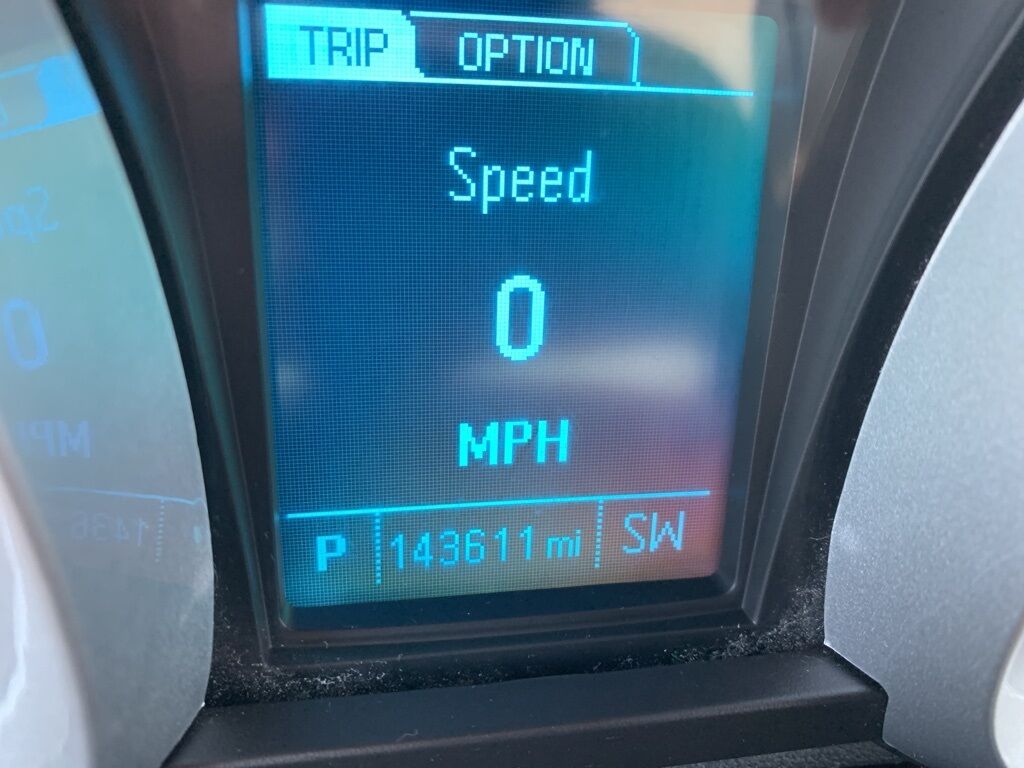 TRIP OPTION
Speed
0
MPH
P 143611 mi SW